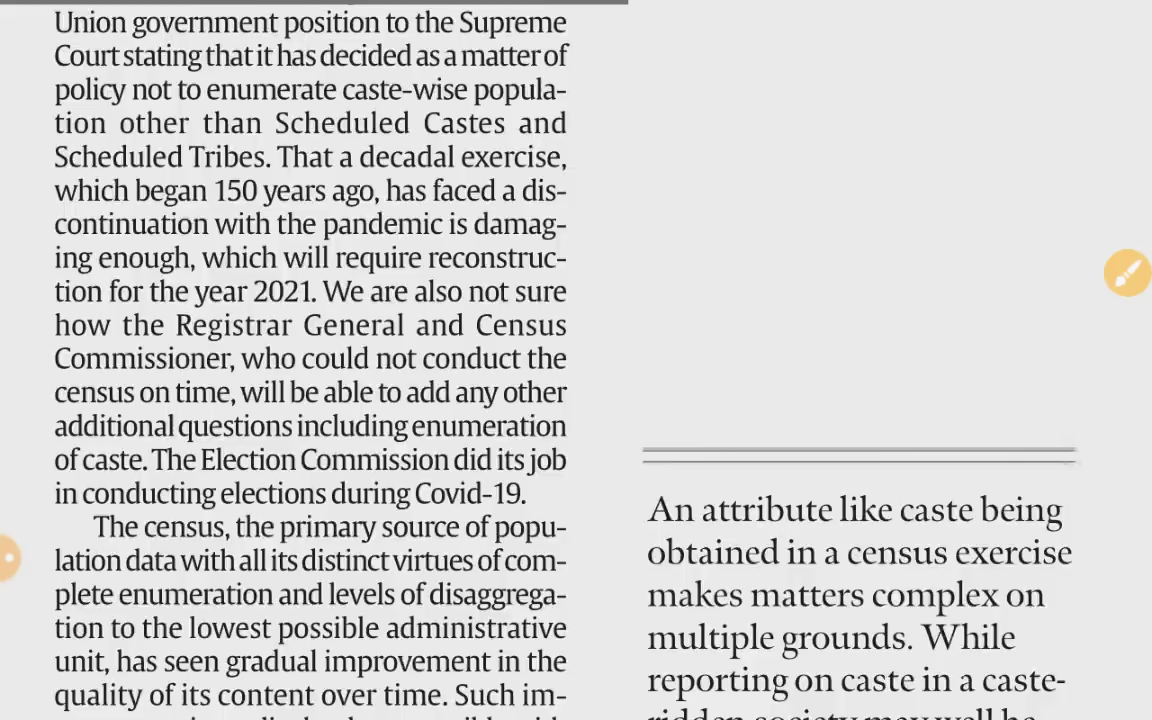 Union government position to the Supreme
Court stating that it has decided as a matter of
policy not to enumerate caste-wise popula-
tion other than Scheduled Castes and
Scheduled Tribes. That a decadal exercise,
which began 150 years ago, has faced a dis-
continuation with the pandemic is damag-
ing enough, which will require reconstruc-
tion for the year 2021. We are also not sure
how the Registrar General and Census
Commissioner, who could not conduct the
census on time, will be able to add any other
additional questions including enumeration
of caste. The Election Commission did its job
in conducting elections during Covid-19.
The census, the primary source of popu-
lation data with all its distinct virtues of com-
plete enumeration and levels of disaggrega-
tion to the lowest possible administrative
unit, has seen gradual improvement in the
quality of its content over time. Such im-
An attribute like caste being
obtained in a census exercise
makes matters complex on
multiple grounds. While
reporting on caste in a caste-
ridden society may well be